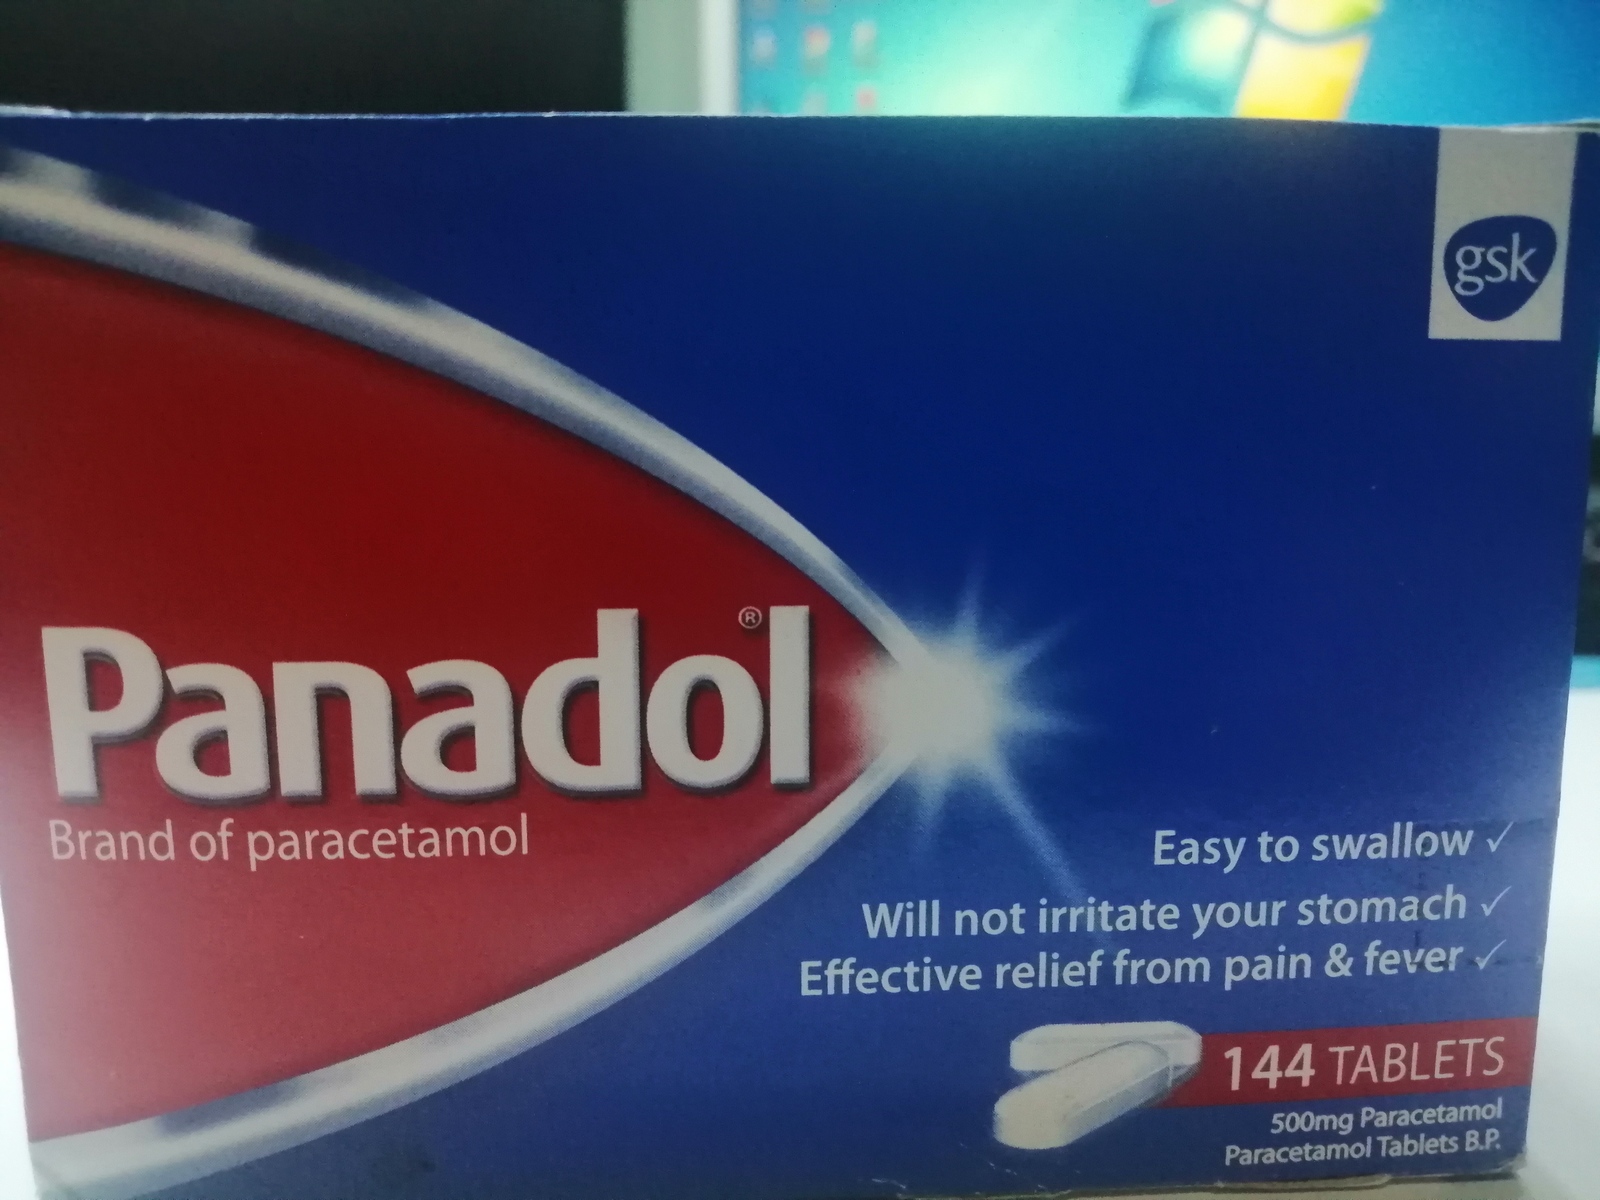 gsk
Panadol®
Brand of paracetamol
Easy to swallow ✓
Will not irritate your stomach ✓
Effective relief from pain & fever ✓
144 TABLETS
500mg Paracetamol
Paracetamol Tablets B.P.